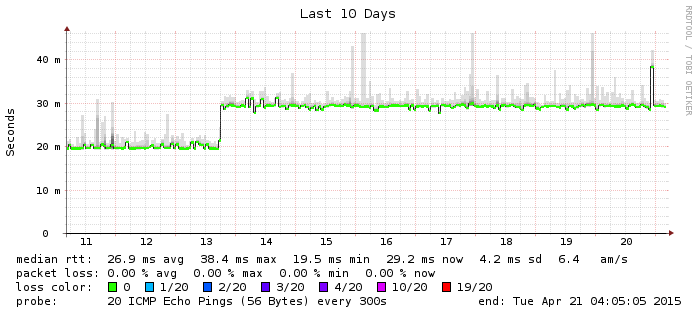 Last 10 Days
RRDTOOL / TOBI OETIKER
Seconds
40 m
30 m
20 m
10 m
0
11 12 13 14 15 16 17 18 19 20
median rtt: 26.9 ms avg 38.4 ms max 19.5 ms min 29.2 ms now 4.2 ms sd 6.4 am/s
packet loss: 0.00 % avg 0.00 % max 0.00 % min 0.00 % now
loss color: 0 1/20 2/20 3/20 4/20 10/20 19/20
probe: 20 ICMP Echo Pings (56 Bytes) every 300s end: Tue Apr 21 04:05:05 2015